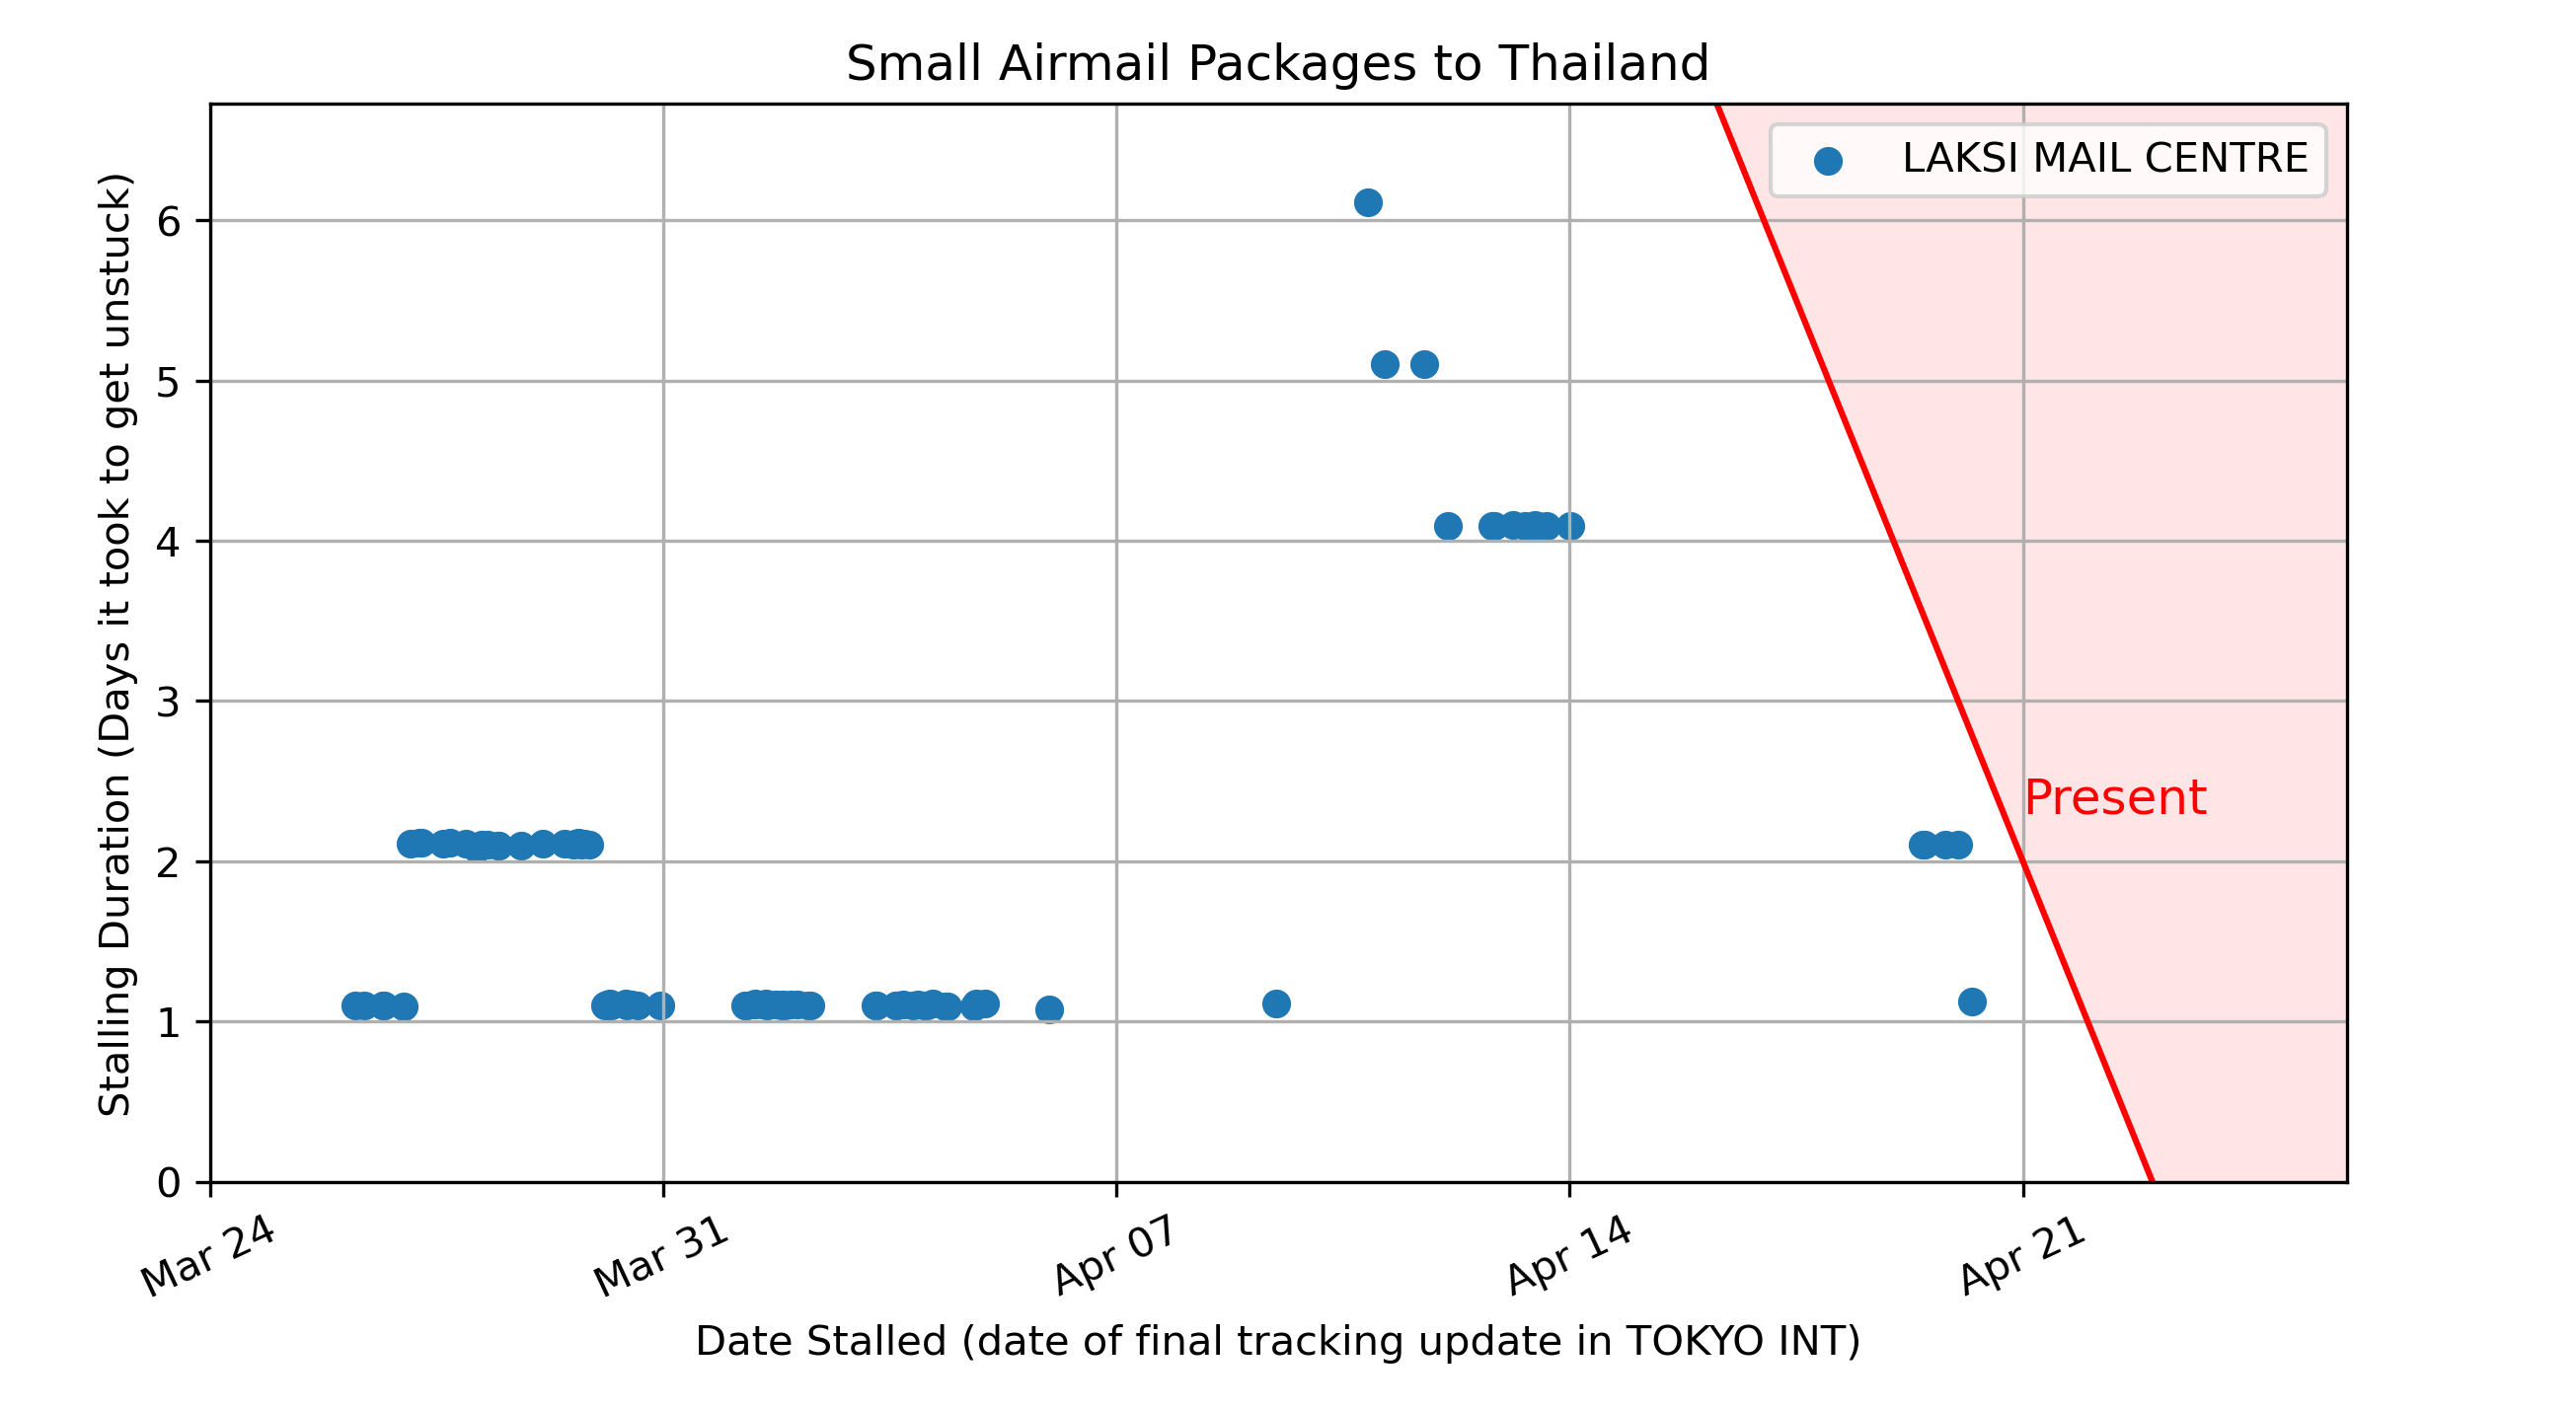 Small Airmail Packages to Thailand
LAKSI MAIL CENTRE
Stalling Duration (Days it took to get unstuck)
6
5
4
3
2
1
0
Present
Mar 24
Mar 31
Apr 07
Apr 14
Apr 21
Date Stalled (date of final tracking update in TOKYO INT)